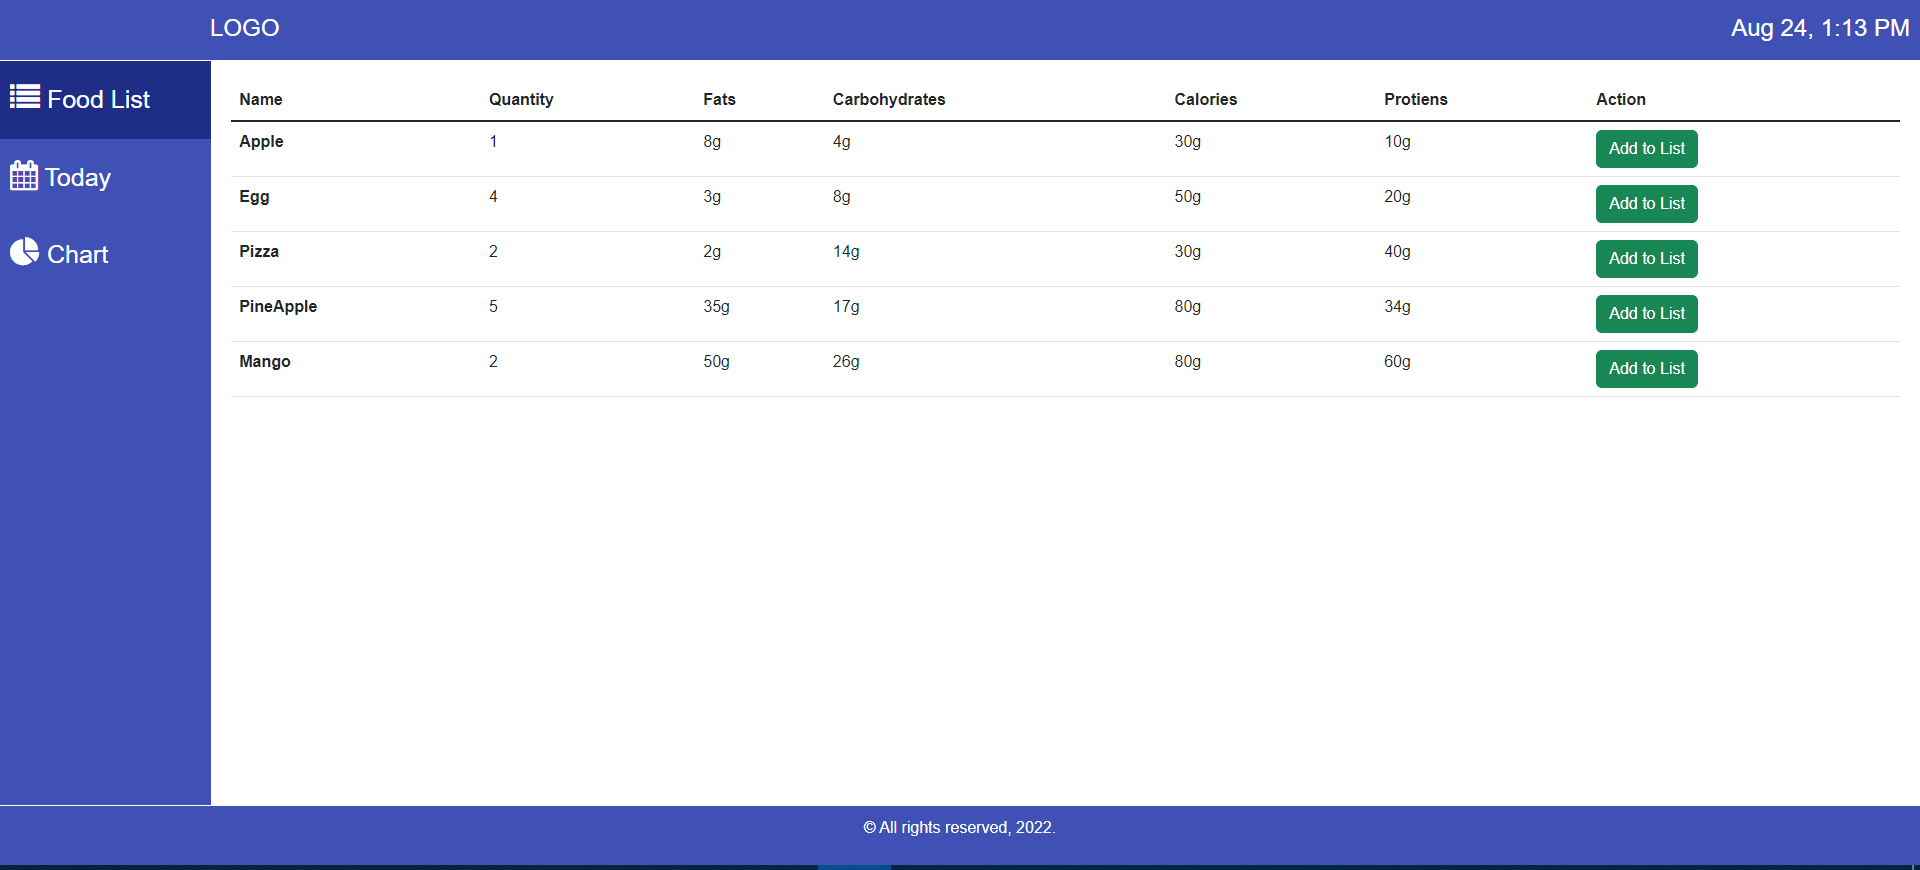 LOGO Aug 24, 1:13 PM
Food List
Today
Chart
Name Quantity Fats Carbohydrates Calories Protiens Action
Apple 1 8g 4g 30g 10g Add to List
Egg 4 3g 8g 50g 20g Add to List
Pizza 2 2g 14g 30g 40g Add to List
PineApple 5 35g 17g 80g 34g Add to List
Mango 2 50g 26g 80g 60g Add to List
© All rights reserved, 2022.